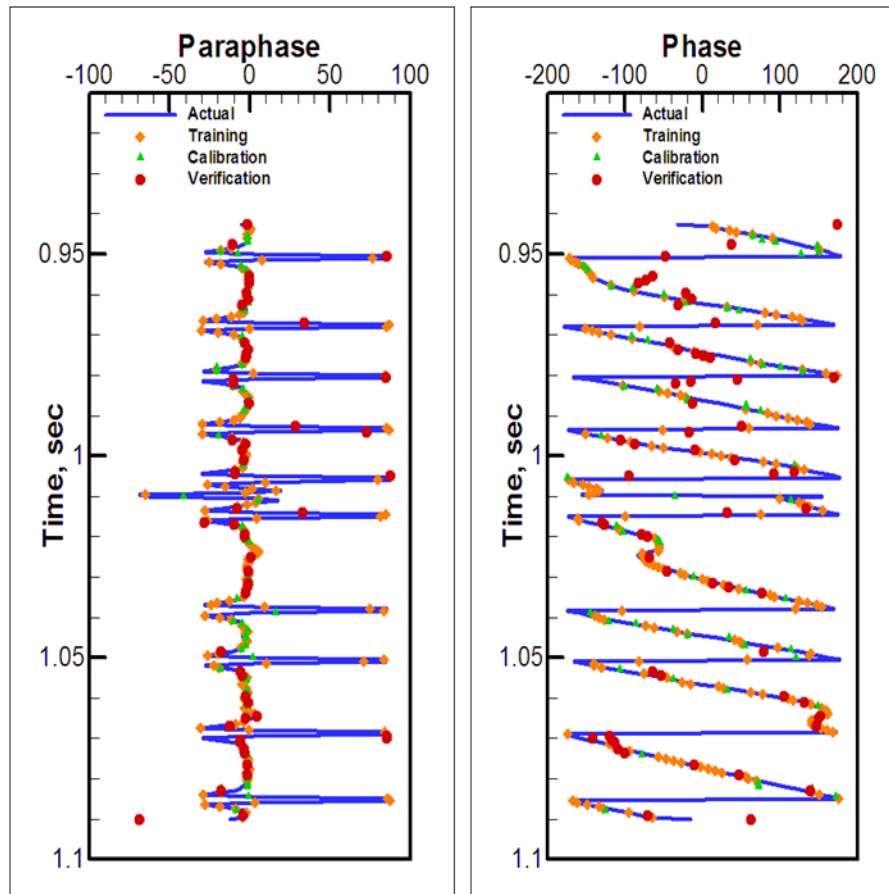 Paraphase
-100 -50 0 50 100
Actual
Training
Calibration
Verification
0.95
1
1.05
1.1
Time, sec
Phase
-200 -100 0 100 200
Actual
Training
Calibration
Verification
0.95
1
1.05
1.1
Time, sec